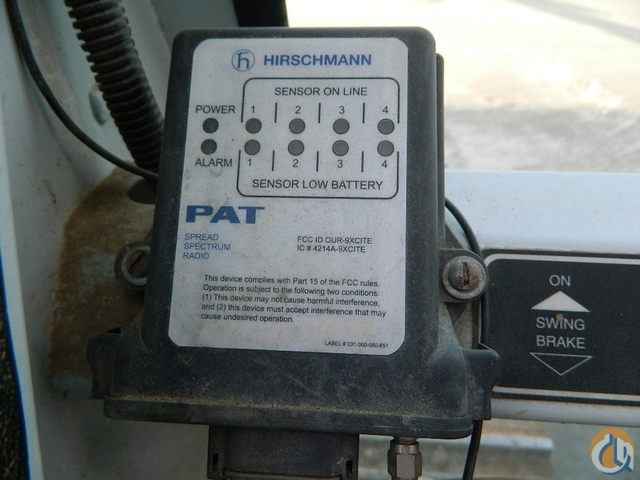 HIRSCHMANN
SENSOR ON LINE
POWER 1 2 3 4
ALARM 1 2 3 4
SENSOR LOW BATTERY
PAT
SPREAD
SPECTRUM
RADIO
FCC ID OUR-9XCITE
IC # 4214A-9XCITE
This device complies with Part 15 of the FCC rules.
Operation is subject to the following two conditions:
(1) This device may not cause harmful interference,
and (2) this device must accept interference that may
cause undesired operation.
LABEL#
ON
SWING
BRAKE